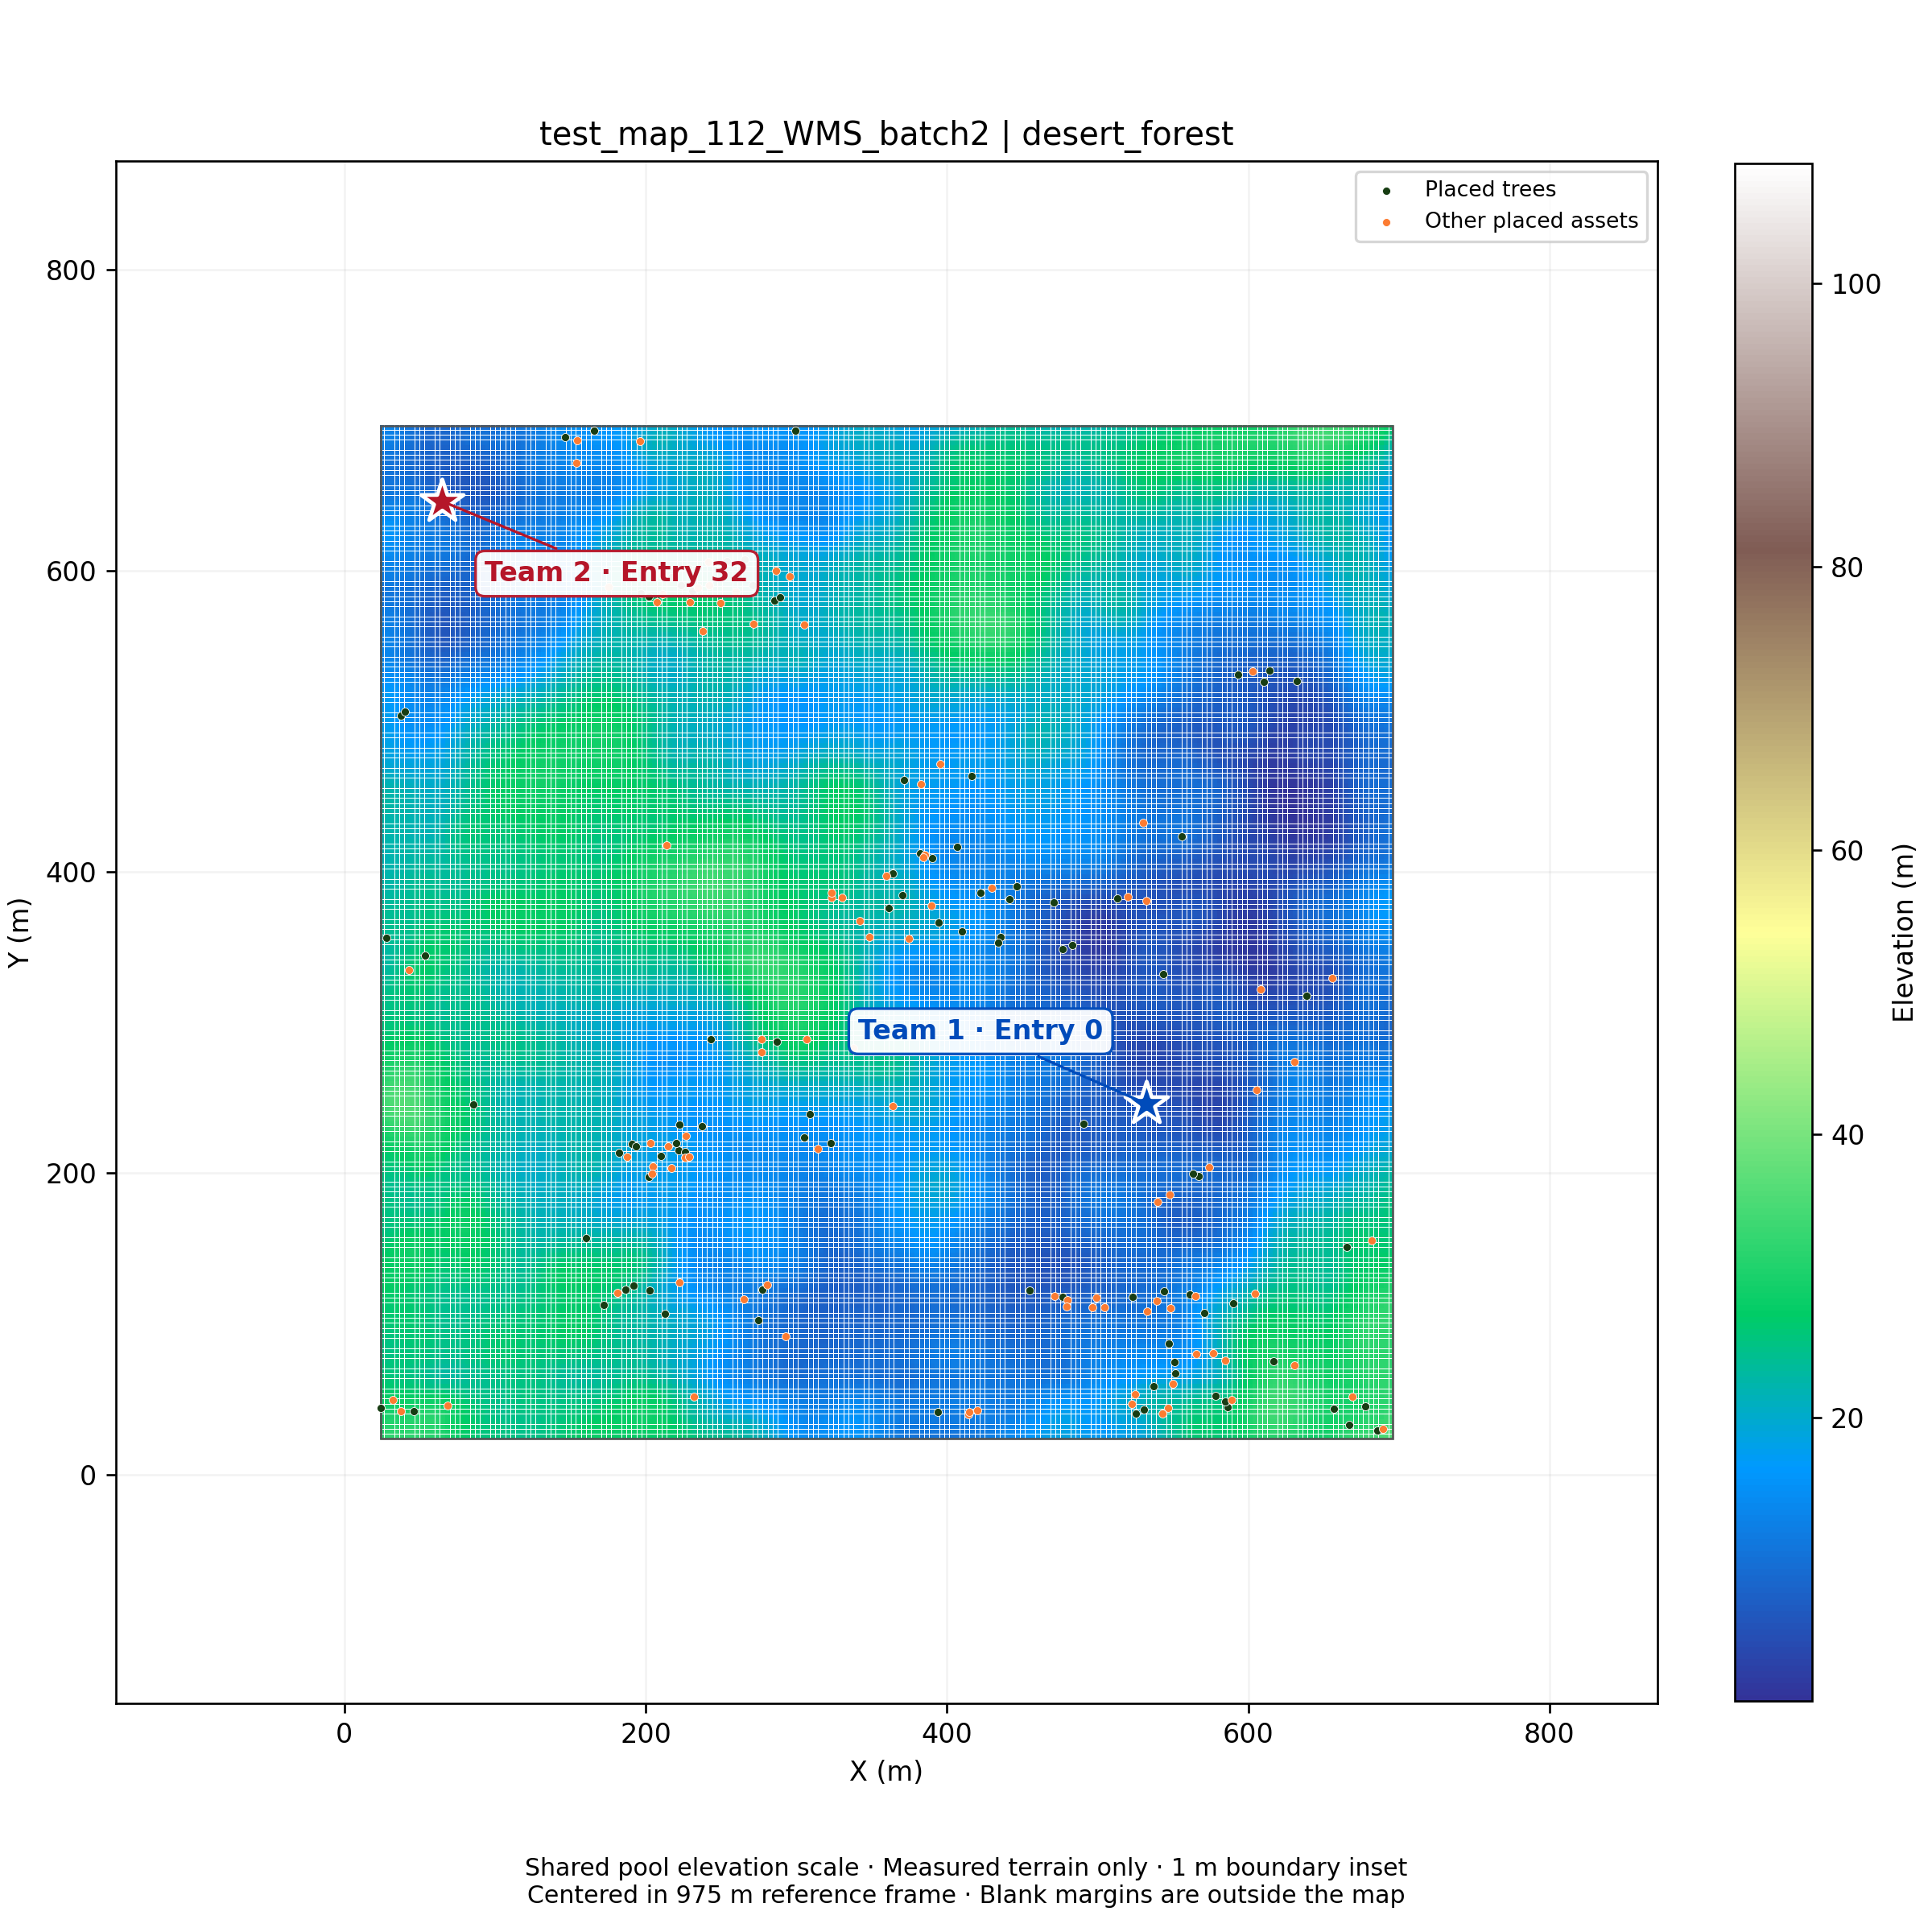 test_map_112_WMS_batch2 | desert_forest
Placed trees
Other placed assets
800
600
400
200
0
Y (m)
Team 2 · Entry 32
Team 1 · Entry 0
0
200
400
600
800
X (m)
100
80
60
40
20
Elevation (m)
Shared pool elevation scale · Measured terrain only · 1 m boundary inset
Centered in 975 m reference frame · Blank margins are outside the map